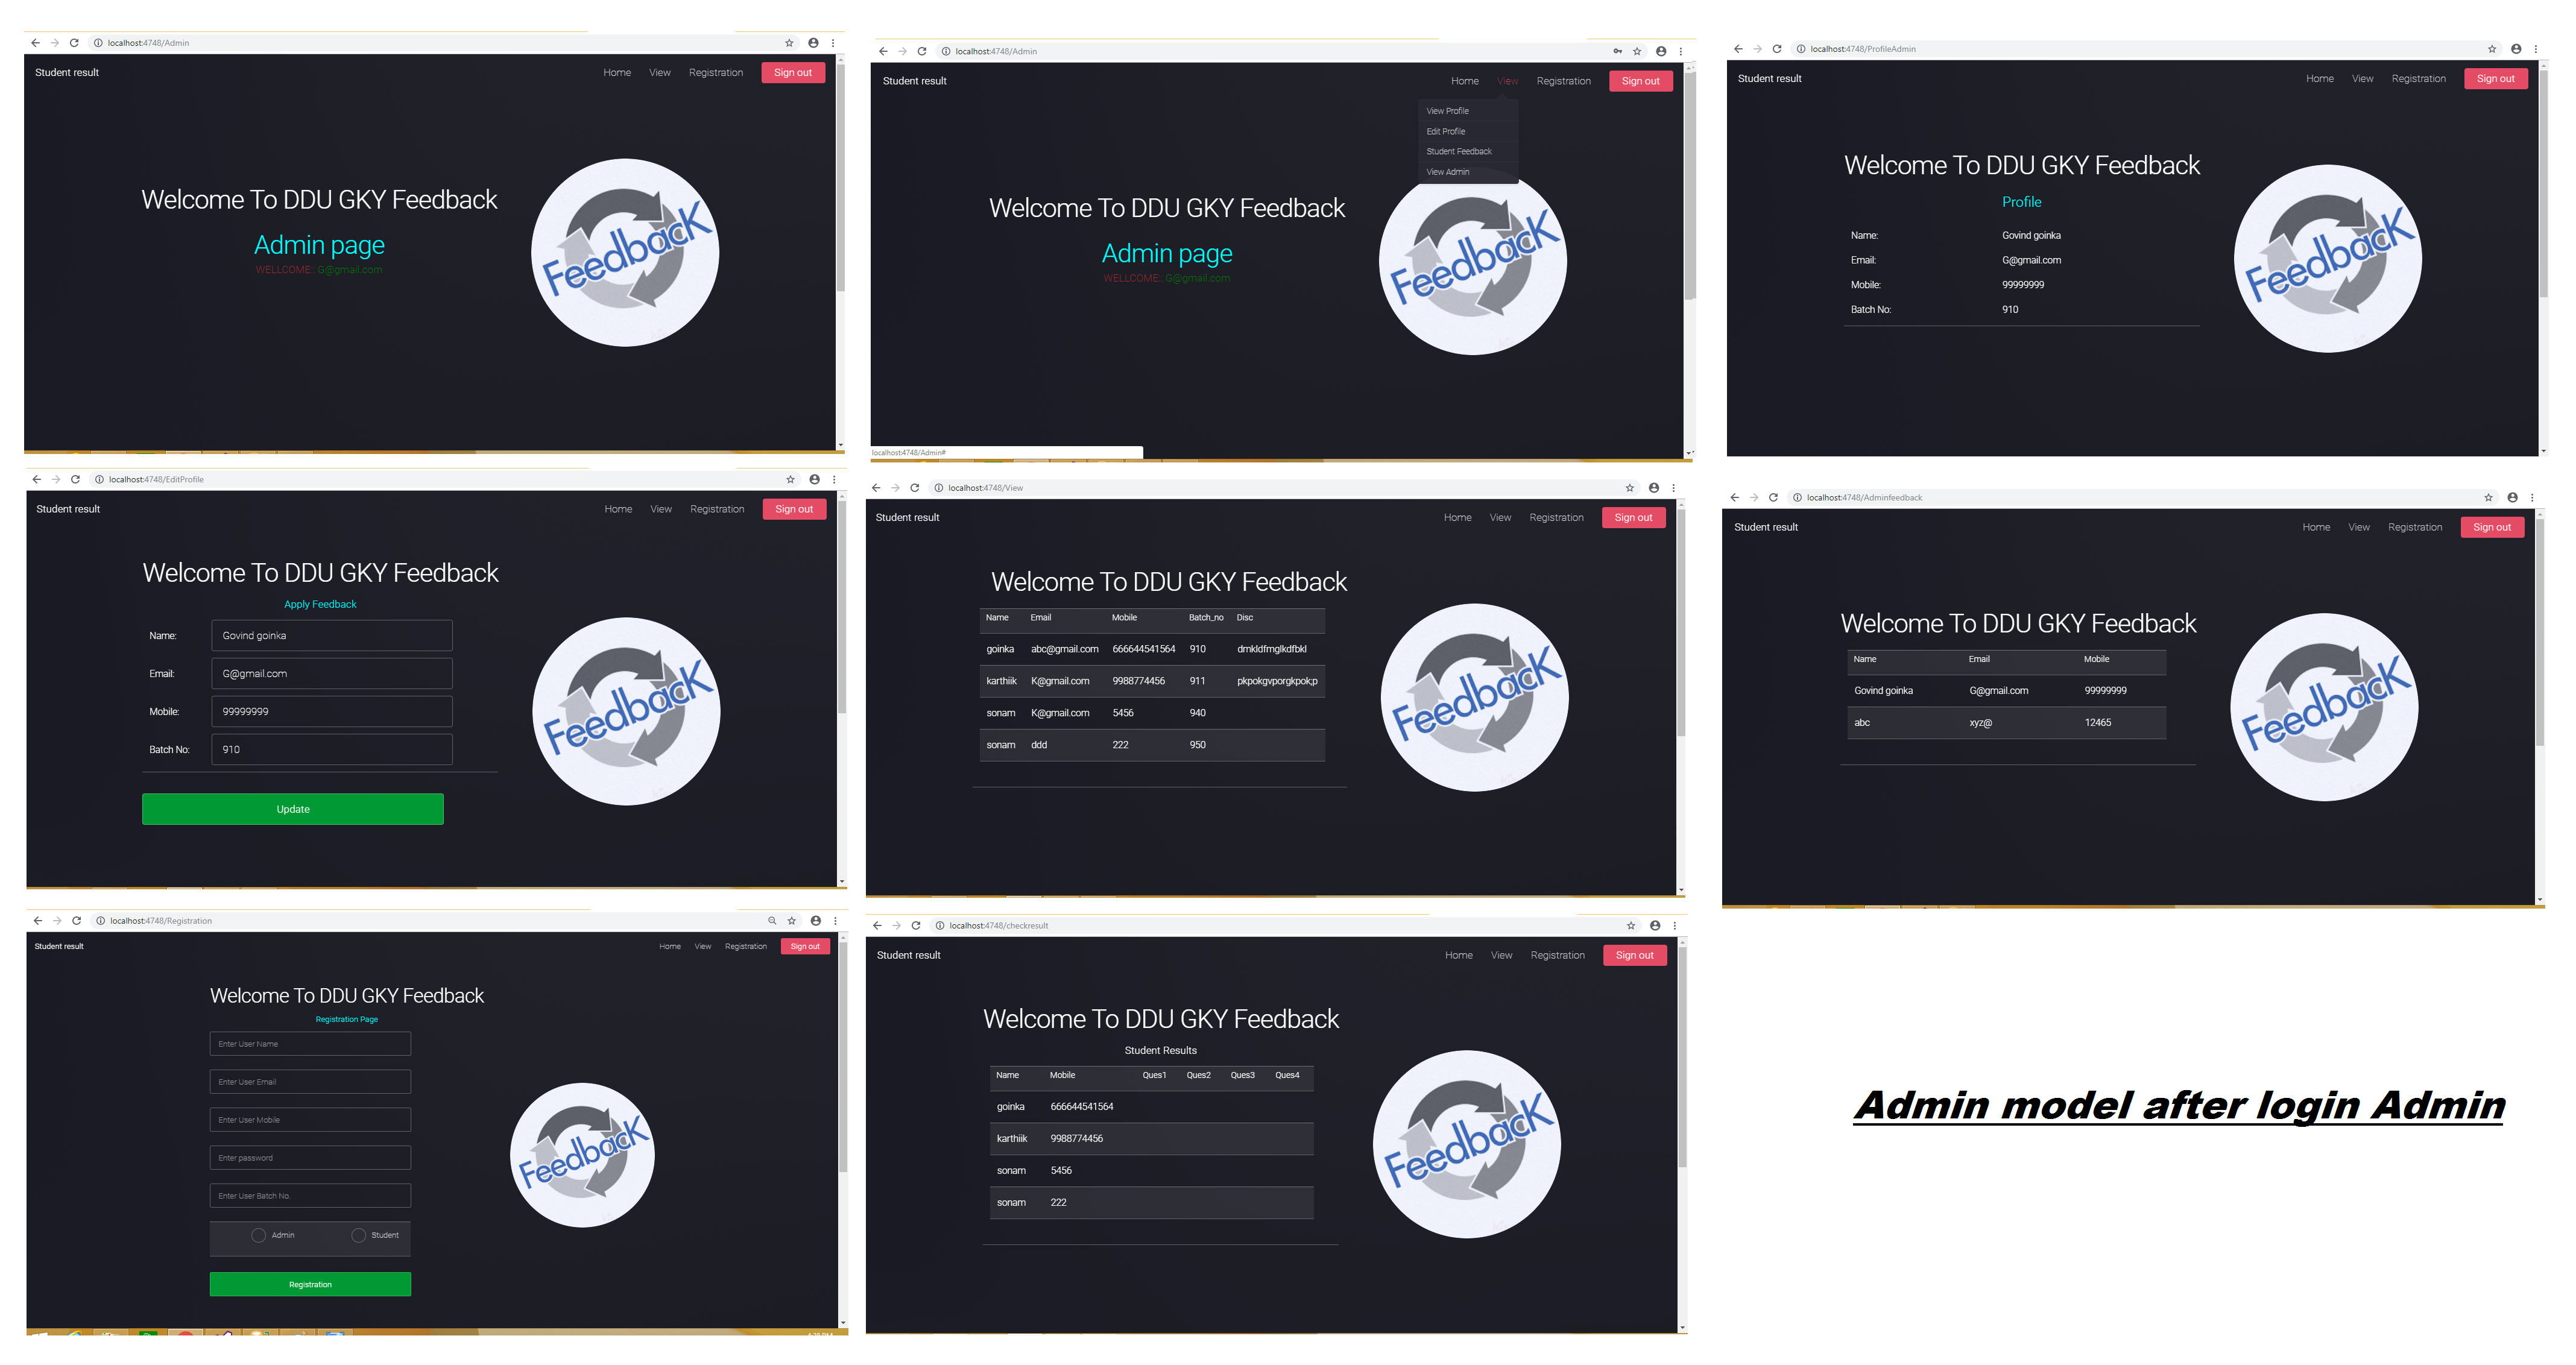 localhost:4748/Admin
Student result Home View Registration Sign out
Welcome To DDU GKY Feedback
Admin page
WELLCOME: G@gmail.com
FeedbacK
localhost:4748/Admin
Student result Home View Registration Sign out
View Profile
Edit Profile
Student Feedback
View Admin
Welcome To DDU GKY Feedback
Admin page
WELLCOME: G@gmail.com
FeedbacK
localhost:4748/Admin#
localhost:4748/ProfileAdmin
Student result Home View Registration Sign out
Welcome To DDU GKY Feedback
Profile
Name: Govind goinka
Email: G@gmail.com
Mobile: 99999999
Batch No: 910
FeedbacK
localhost:4748/EditProfile
Student result Home View Registration Sign out
Welcome To DDU GKY Feedback
Apply Feedback
Name: Govind goinka
Email: G@gmail.com
Mobile: 99999999
Batch No: 910
Update
FeedbacK
localhost:4748/View
Student result Home View Registration Sign out
Welcome To DDU GKY Feedback
Name Email Mobile Batch_no Disc
goinka abc@gmail.com 666644541564 910 dmkldfmglkdfbkl
karthiik K@gmail.com 9988774456 911 pkpokgvporgkpok;p
sonam K@gmail.com 5456 940
sonam ddd 222 950
FeedbacK
localhost:4748/Adminfeedback
Student result Home View Registration Sign out
Welcome To DDU GKY Feedback
Name Email Mobile
Govind goinka G@gmail.com 99999999
abc xyz@ 12465
FeedbacK
localhost:4748/Registration
Student result Home View Registration Sign out
Welcome To DDU GKY Feedback
Registration Page
Enter User Name
Enter User Email
Enter User Mobile
Enter password
Enter User Batch No.
Admin Student
Registration
FeedbacK
localhost:4748/checkresult
Student result Home View Registration Sign out
Welcome To DDU GKY Feedback
Student Results
Name Mobile Ques1 Ques2 Ques3 Ques4
goinka 666644541564
karthiik 9988774456
sonam 5456
sonam 222
FeedbacK
Admin model after login Admin